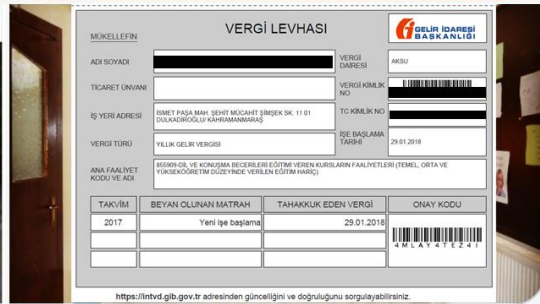 VERGİ LEVHASI
GELİR İDARESİ
BAŞKANLIĞI
MÜKELLEFİN
ADI SOYADI
VERGİ
DAİRESİ
AKSU
TİCARET ÜNVANI
VERGİ KİMLİK
NO
İŞ YERİ ADRESİ
İSMET PAŞA MAH. ŞEHİT MÜCAHİT ŞİMŞEK SK. 11 01
DULKADİROĞLU/ KAHRAMANMARAŞ
TC KİMLİK NO
VERGİ TÜRÜ
YILLIK GELİR VERGİSİ
İŞE BAŞLAMA
TARİHİ
29.01.2018
ANA FAALİYET
KODU VE ADI
855909-DİL VE KONUŞMA BECERİLERİ EĞİTİMİ VEREN KURSLARIN FAALİYETLERİ (TEMEL, ORTA VE
YÜKSEKÖĞRETİM DÜZEYİNDE VERİLEN EĞİTİM HARİÇ)
TAKVİM BEYAN OLUNAN MATRAH TAHAKKUK EDEN VERGİ ONAY KODU
2017 Yeni işe başlama 29.01.2018
4MLAY4TEZ4I
https://intvd.gib.gov.tr adresinden güncelliğini ve doğruluğunu sorgulayabilirsiniz.